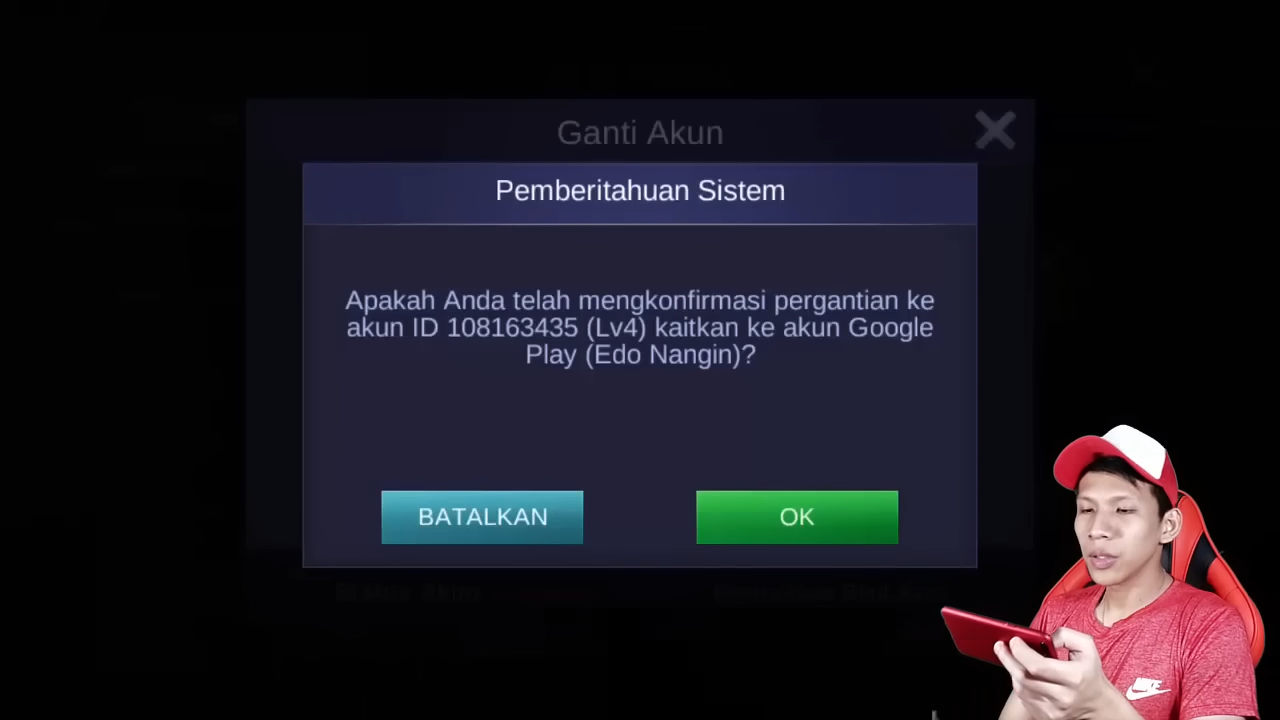 Ganti Akun
Pemberitahuan Sistem
Apakah Anda telah mengkonfirmasi pergantian ke
akun ID 108163435 (Lv4) kaitkan ke akun Google
Play (Edo Nangin)?
BATALKAN
OK